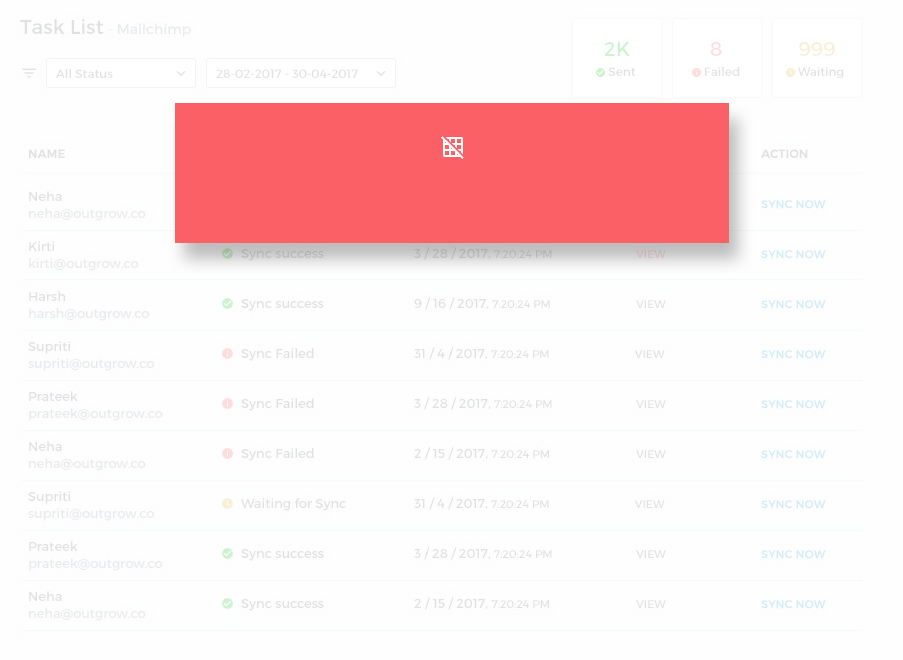 Task List - Mailchimp
All Status
28-02-2017 - 30-04-2017
2K
Sent
8
Failed
999
Waiting
NAME
ACTION
Neha
neha@outgrow.co
SYNC NOW
Kirti
kirti@outgrow.co
Sync success
3 / 28 / 2017, 7:20:24 PM
VIEW
SYNC NOW
Harsh
harsh@outgrow.co
Sync success
9 / 16 / 2017, 7:20:24 PM
VIEW
SYNC NOW
Supriti
supriti@outgrow.co
Sync Failed
31 / 4 / 2017, 7:20:24 PM
VIEW
SYNC NOW
Prateek
prateek@outgrow.co
Sync Failed
3 / 28 / 2017, 7:20:24 PM
VIEW
SYNC NOW
Neha
neha@outgrow.co
Sync Failed
2 / 15 / 2017, 7:20:24 PM
VIEW
SYNC NOW
Supriti
supriti@outgrow.co
Waiting for Sync
31 / 4 / 2017, 7:20:24 PM
VIEW
SYNC NOW
Prateek
prateek@outgrow.co
Sync success
3 / 28 / 2017, 7:20:24 PM
VIEW
SYNC NOW
Neha
neha@outgrow.co
Sync success
2 / 15 / 2017, 7:20:24 PM
VIEW
SYNC NOW